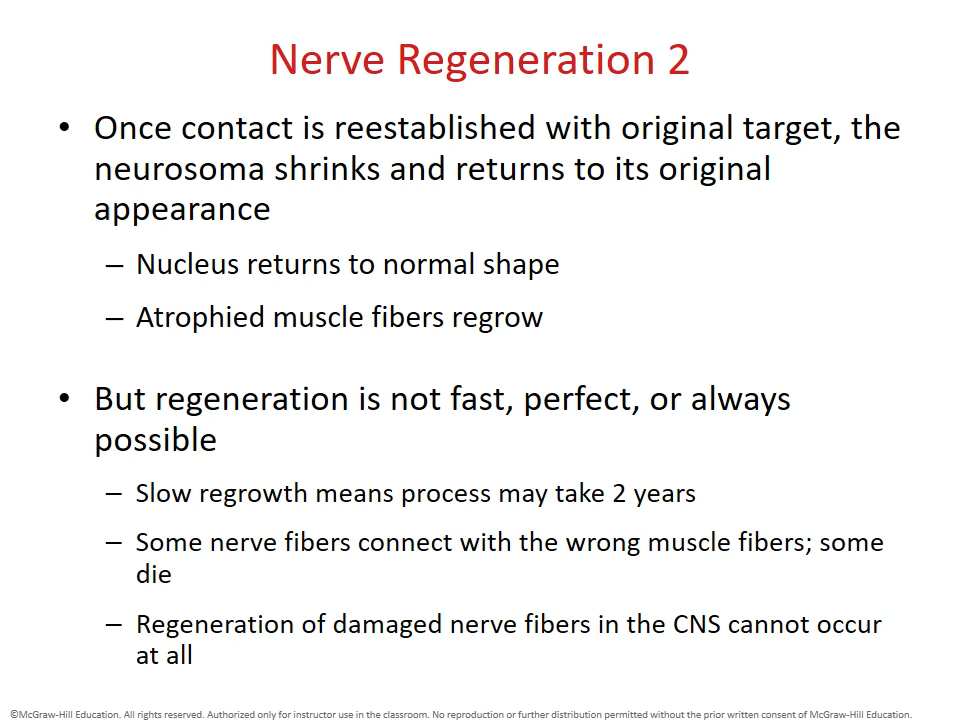 Nerve Regeneration 2
• Once contact is reestablished with original target, the
neurosoma shrinks and returns to its original
appearance
– Nucleus returns to normal shape
– Atrophied muscle fibers regrow
• But regeneration is not fast, perfect, or always
possible
– Slow regrowth means process may take 2 years
– Some nerve fibers connect with the wrong muscle fibers; some
die
– Regeneration of damaged nerve fibers in the CNS cannot occur
at all
©McGraw-Hill Education. All rights reserved. Authorized only for instructor use in the classroom. No reproduction or further distribution permitted without the prior written consent of McGraw-Hill Education.